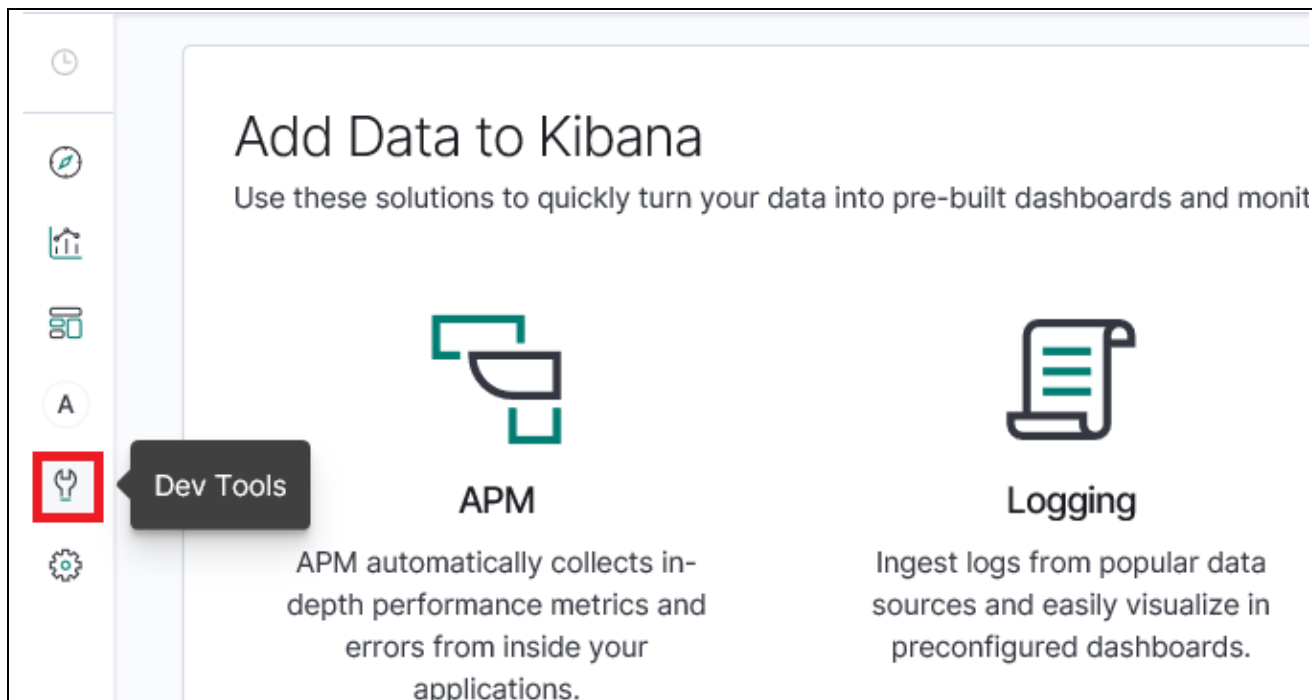 Add Data to Kibana
Use these solutions to quickly turn your data into pre-built dashboards and monit
A
Dev Tools
APM
APM automatically collects in-
depth performance metrics and
errors from inside your
applications.
Logging
Ingest logs from popular data
sources and easily visualize in
preconfigured dashboards.